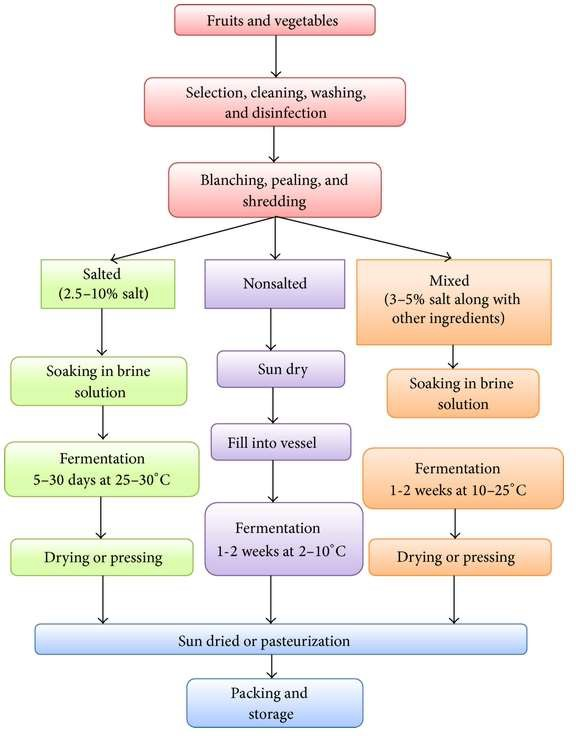 Fruits and vegetables
Selection, cleaning, washing,
and disinfection
Blanching, pealing, and
shredding
Salted
(2.5–10% salt)
Nonsalted
Mixed
(3–5% salt along with
other ingredients)
Soaking in brine
solution
Sun dry
Soaking in brine
solution
Fill into vessel
Fermentation
5–30 days at 25–30˚C
Fermentation
1-2 weeks at 10–25˚C
Fermentation
1-2 weeks at 2–10˚C
Drying or pressing
Drying or pressing
Sun dried or pasteurization
Packing and
storage